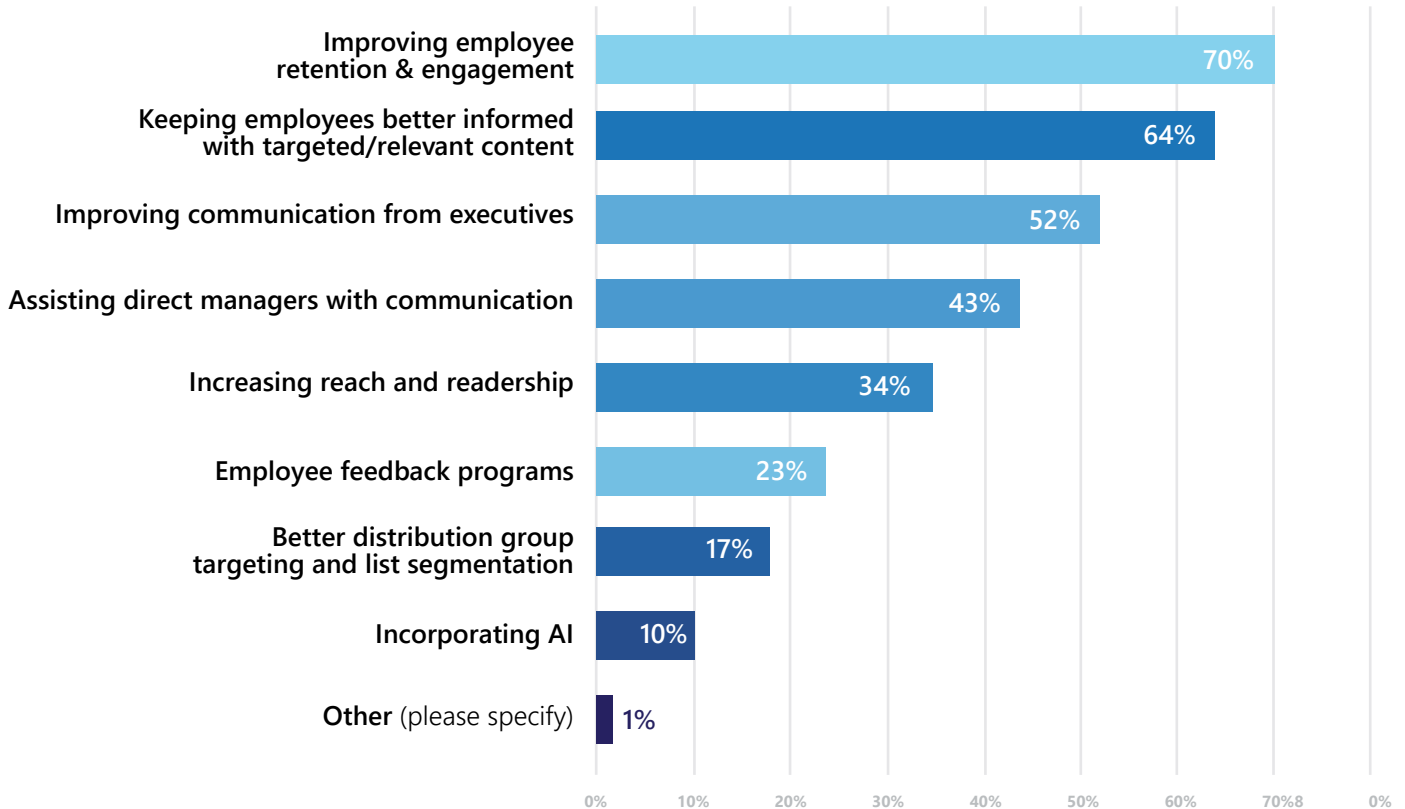 Improving employee
retention & engagement
70%
Keeping employees better informed
with targeted/relevant content
64%
Improving communication from executives
52%
Assisting direct managers with communication
43%
Increasing reach and readership
34%
Employee feedback programs
23%
Better distribution group
targeting and list segmentation
17%
Incorporating AI
10%
Other (please specify)
1%
0% 10% 20% 30% 40% 50% 60% 70%8 0%